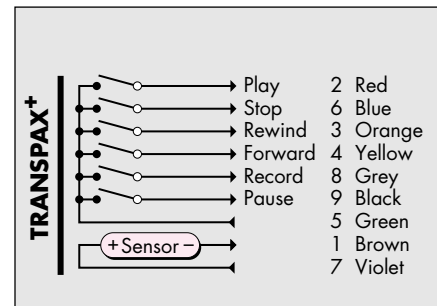 TRANSPAX+
Play 2 Red
Stop 6 Blue
Rewind 3 Orange
Forward 4 Yellow
Record 8 Grey
Pause 9 Black
5 Green
+ Sensor – 1 Brown
7 Violet